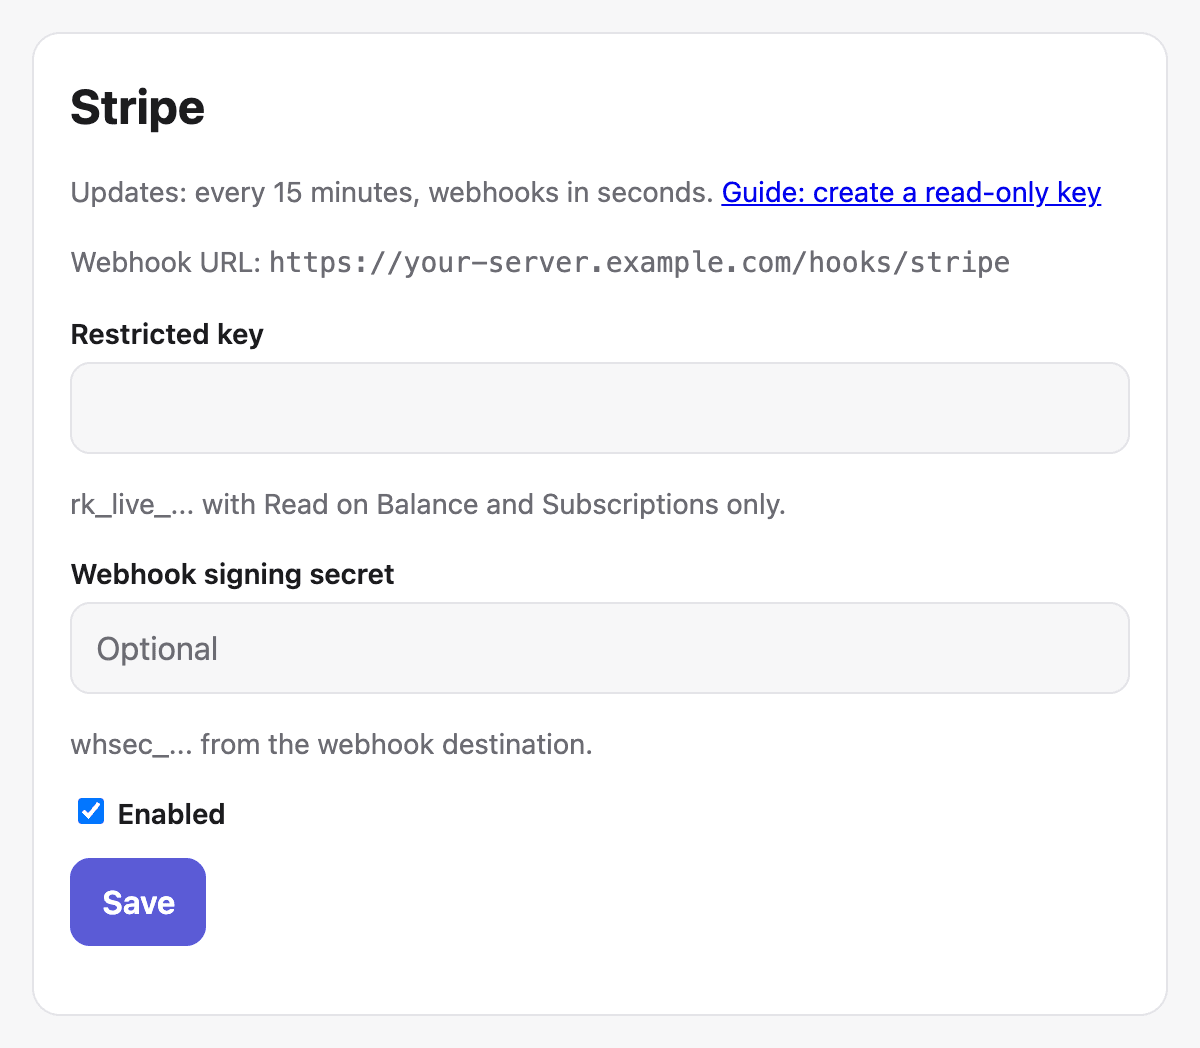 Stripe
Updates: every 15 minutes, webhooks in seconds. Guide: create a read-only key
Webhook URL: https://your-server.example.com/hooks/stripe
Restricted key
rk_live_... with Read on Balance and Subscriptions only.
Webhook signing secret
Optional
whsec_... from the webhook destination.
Enabled
Save